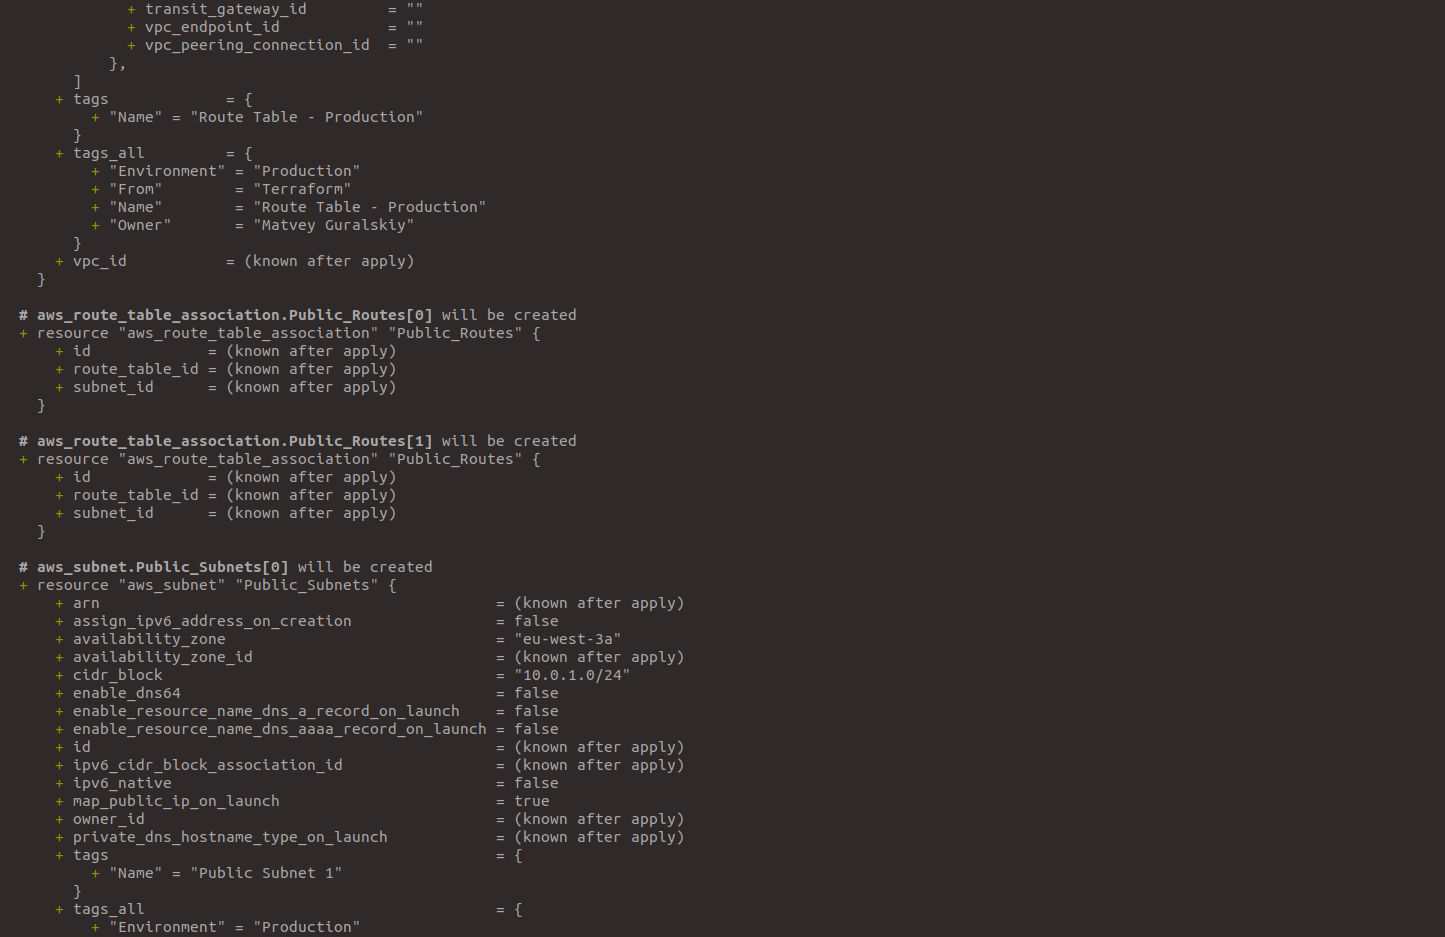 + transit_gateway_id         = ""
            + vpc_endpoint_id            = ""
            + vpc_peering_connection_id  = ""
          },
      ]
    + tags             = {
        + "Name" = "Route Table - Production"
      }
    + tags_all         = {
        + "Environment" = "Production"
        + "From"        = "Terraform"
        + "Name"        = "Route Table - Production"
        + "Owner"       = "Matvey Guralskiy"
      }
    + vpc_id           = (known after apply)
  }

# aws_route_table_association.Public_Routes[0] will be created
+ resource "aws_route_table_association" "Public_Routes" {
    + id             = (known after apply)
    + route_table_id = (known after apply)
    + subnet_id      = (known after apply)
  }

# aws_route_table_association.Public_Routes[1] will be created
+ resource "aws_route_table_association" "Public_Routes" {
    + id             = (known after apply)
    + route_table_id = (known after apply)
    + subnet_id      = (known after apply)
  }

# aws_subnet.Public_Subnets[0] will be created
+ resource "aws_subnet" "Public_Subnets" {
    + arn                                            = (known after apply)
    + assign_ipv6_address_on_creation                = false
    + availability_zone                              = "eu-west-3a"
    + availability_zone_id                           = (known after apply)
    + cidr_block                                     = "10.0.1.0/24"
    + enable_dns64                                   = false
    + enable_resource_name_dns_a_record_on_launch    = false
    + enable_resource_name_dns_aaaa_record_on_launch = false
    + id                                             = (known after apply)
    + ipv6_cidr_block_association_id                 = (known after apply)
    + ipv6_native                                    = false
    + map_public_ip_on_launch                        = true
    + owner_id                                       = (known after apply)
    + private_dns_hostname_type_on_launch            = (known after apply)
    + tags                                           = {
        + "Name" = "Public Subnet 1"
      }
    + tags_all                                       = {
        + "Environment" = "Production"